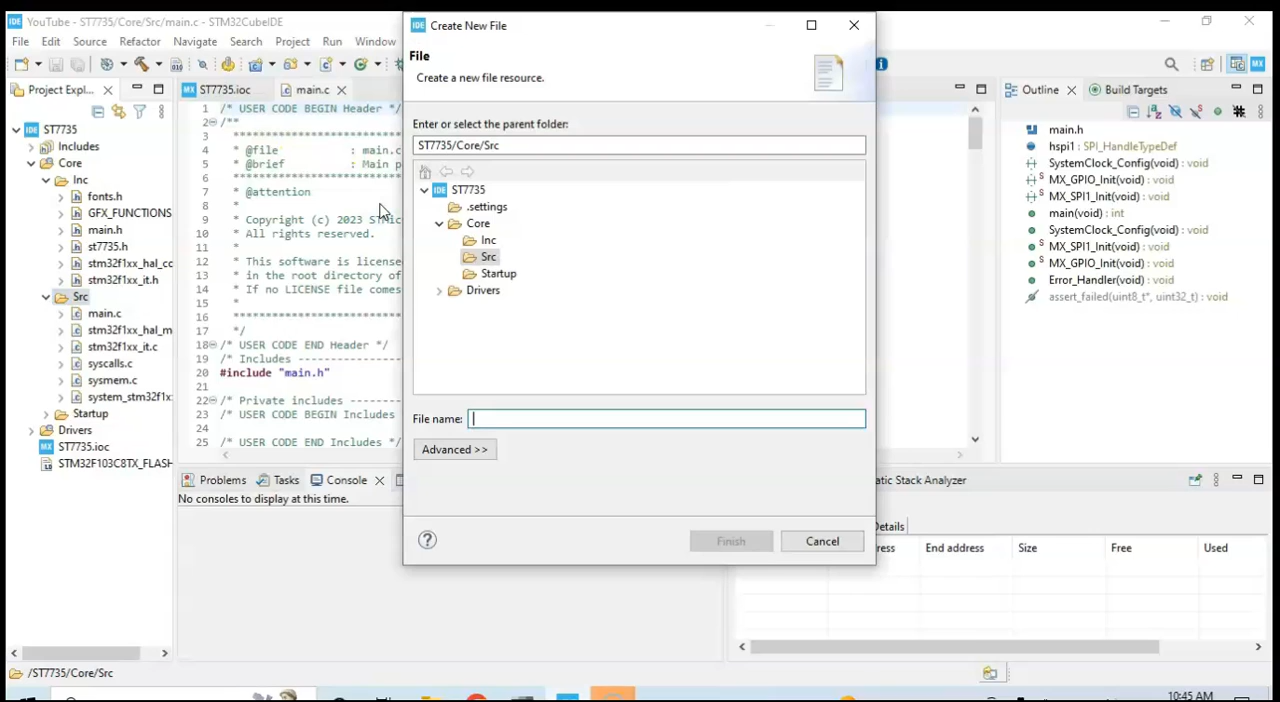 IDE YouTube - ST7735/Core/Src/main.c - STM32CubeIDE
File Edit Source Refactor Navigate Search Project Run Window
Project Expl...
ST7735
Includes
Core
Inc
fonts.h
GFX_FUNCTIONS
main.h
st7735.h
stm32f1xx_hal_cc
stm32f1xx_it.h
Src
main.c
stm32f1xx_hal_m
stm32f1xx_it.c
syscalls.c
sysmem.c
system_stm32f1x
Startup
Drivers
MX ST7735.ioc
STM32F103C8TX_FLASH
MX ST7735.ioc
main.c
1 /* USER CODE BEGIN Header */
2 /**
3 ******************
4 * @file : main.c
5 * @brief : Main p
6 ******************
7 * @attention
8 *
9 * Copyright (c) 2023 STMic
10 * All rights reserved.
11 *
12 * This software is license
13 * in the root directory of
14 * If no LICENSE file comes
15 *
16 ******************
17 */
18 /* USER CODE END Header */
19 /* Includes ------------------
20 #include "main.h"
21
22 /* Private includes ----------
23 /* USER CODE BEGIN Includes
24
25 /* USER CODE END Includes */
IDE Create New File
File
Create a new file resource.
Enter or select the parent folder:
ST7735/Core/Src
IDE ST7735
.settings
Core
Inc
Src
Startup
Drivers
File name:
Advanced >>
Finish
Cancel
Outline
Build Targets
main.h
hspi1 : SPI_HandleTypeDef
SystemClock_Config(void) : void
MX_GPIO_Init(void) : void
MX_SPI1_Init(void) : void
main(void) : int
SystemClock_Config(void) : void
MX_SPI1_Init(void) : void
MX_GPIO_Init(void) : void
Error_Handler(void) : void
assert_failed(uint8_t*, uint32_t) : void
Problems
Tasks
Console
No consoles to display at this time.
atic Stack Analyzer
Details
ress
End address
Size
Free
Used
/ST7735/Core/Src
10:45 AM